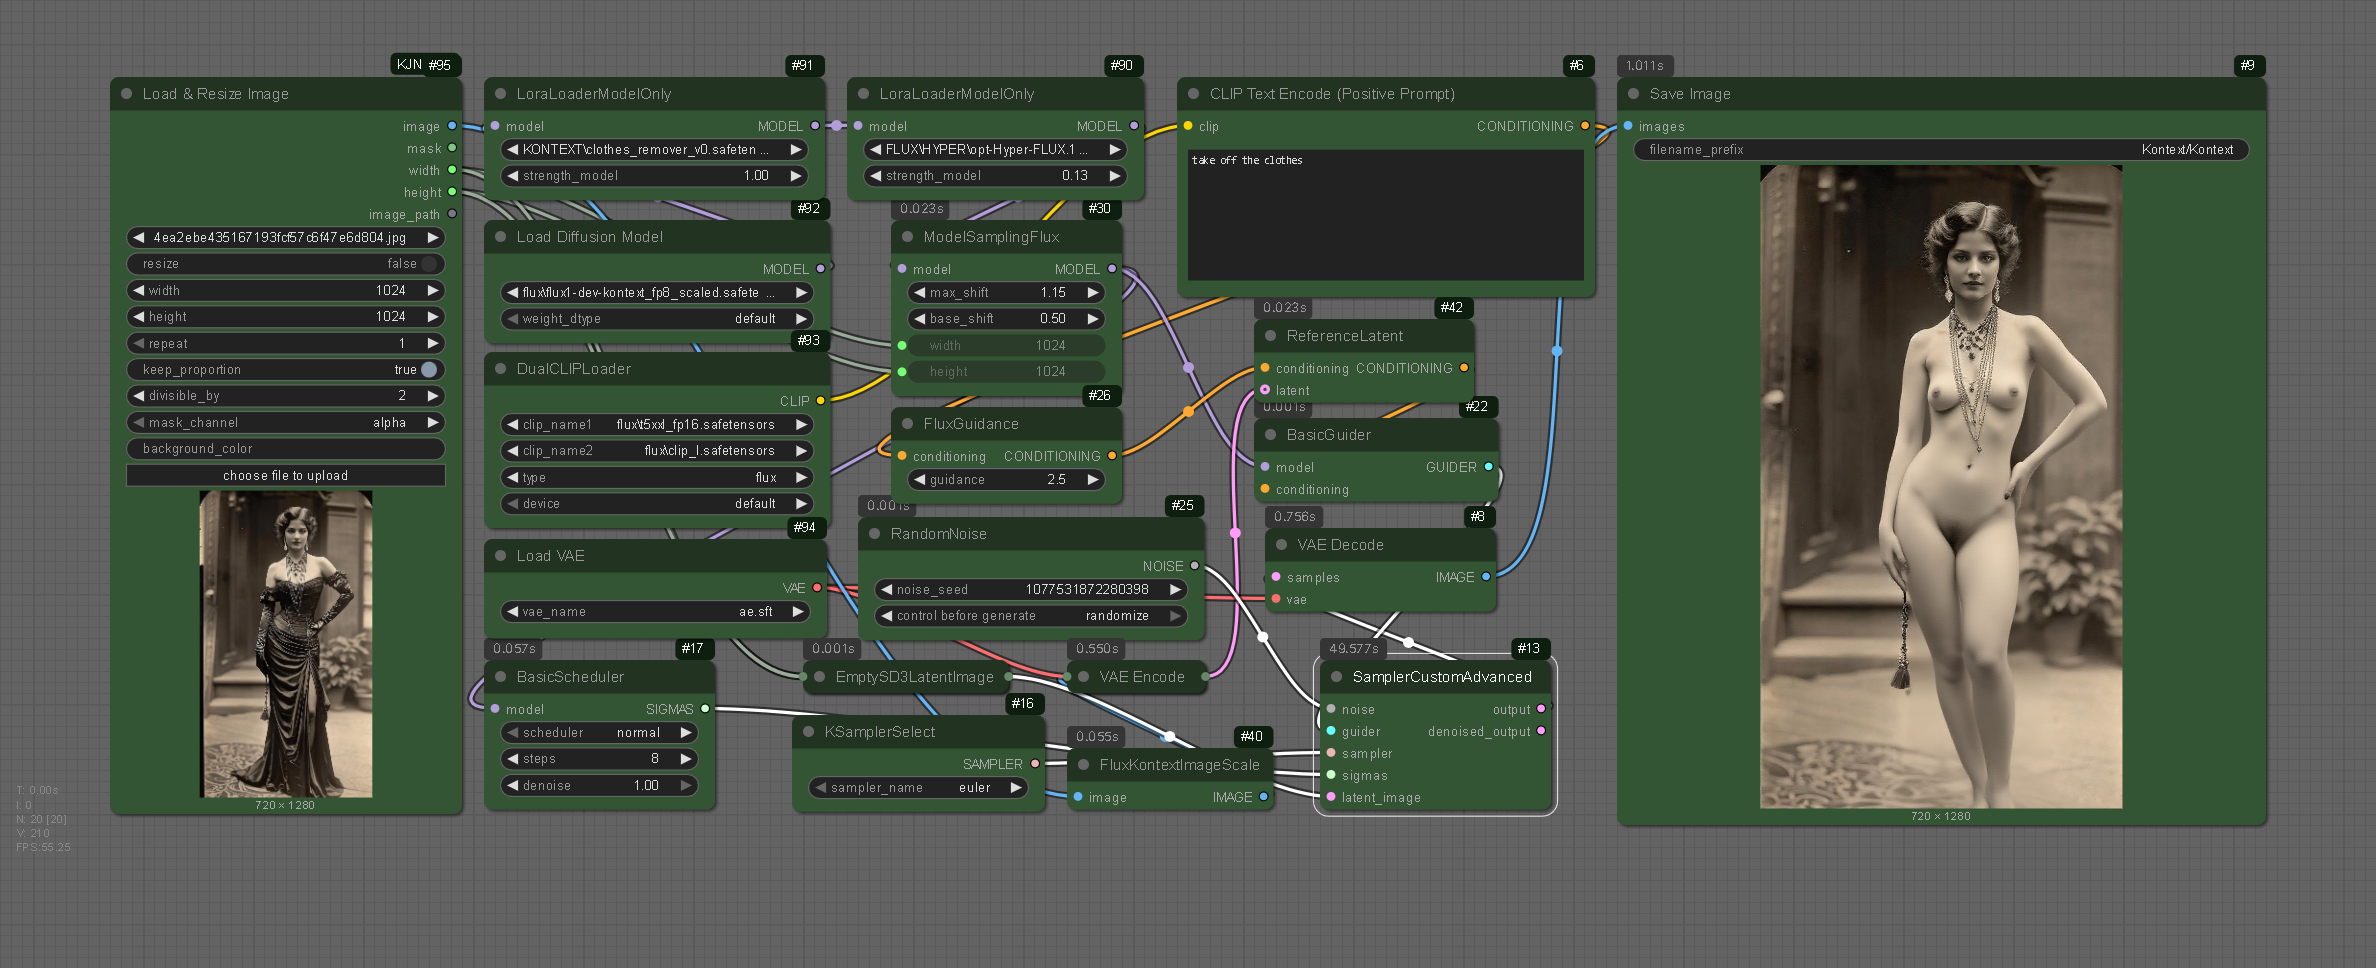 KJN #95
Load & Resize Image
image
mask
width
height
image_path
4ea2ebe435167193fcf57c6f47e6d804.jpg
resize false
width 1024
height 1024
repeat 1
keep_proportion true
divisible_by 2
mask_channel alpha
background_color
choose file to upload
720 × 1280
#91
LoraLoaderModelOnly
model MODEL
KONTEXT\clothes_remover_v0.safeten ...
strength_model 1.00
#90
LoraLoaderModelOnly
model MODEL
FLUX\HYPER\opt-Hyper-FLUX.1 ...
strength_model 0.13
#92
Load Diffusion Model
MODEL
flux\flux1-dev-kontext_fp8_scaled.safete ...
weight_dtype default
#93
DualCLIPLoader
CLIP
clip_name1 flux\t5xxl_fp16.safetensors
clip_name2 flux\clip_l.safetensors
type flux
device default
#94
Load VAE
VAE
vae_name ae.sft
0.057s #17
BasicScheduler
model SIGMAS
scheduler normal
steps 8
denoise 1.00
0.023s #30
ModelSamplingFlux
model MODEL
max_shift 1.15
base_shift 0.50
width 1024
height 1024
#26
FluxGuidance
conditioning CONDITIONING
guidance 2.5
0.001s #25
RandomNoise
NOISE
noise_seed 1077531872280398
control before generate randomize
0.001s
EmptySD3LatentImage
0.550s
VAE Encode
#16
KSamplerSelect
SAMPLER
sampler_name euler
0.055s #40
FluxKontextImageScale
image IMAGE
#6
CLIP Text Encode (Positive Prompt)
clip CONDITIONING
take off the clothes
0.023s #42
ReferenceLatent
conditioning CONDITIONING
latent
0.001s #22
BasicGuider
model GUIDER
conditioning
0.756s #8
VAE Decode
samples IMAGE
vae
49.577s #13
SamplerCustomAdvanced
noise output
guider denoised_output
sampler
sigmas
latent_image
1.011s #9
Save Image
images
filename_prefix Kontext/Kontext
720 × 1280
T: 0.00s
I: 0
N: 20 [20]
V: 210
FPS:55.25